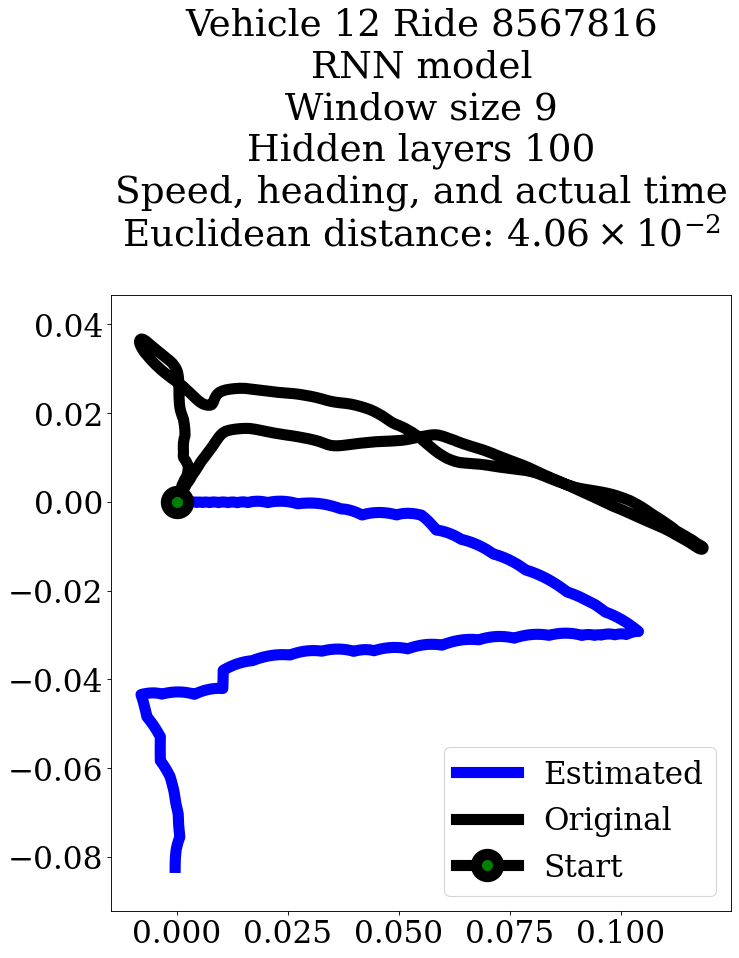 Vehicle 12 Ride 8567816
RNN model
Window size 9
Hidden layers 100
Speed, heading, and actual time
Euclidean distance: 4.06 × 10⁻²
0.04
0.02
0.00
−0.02
−0.04
−0.06
−0.08
0.000 0.025 0.050 0.075 0.100
Estimated
Original
Start